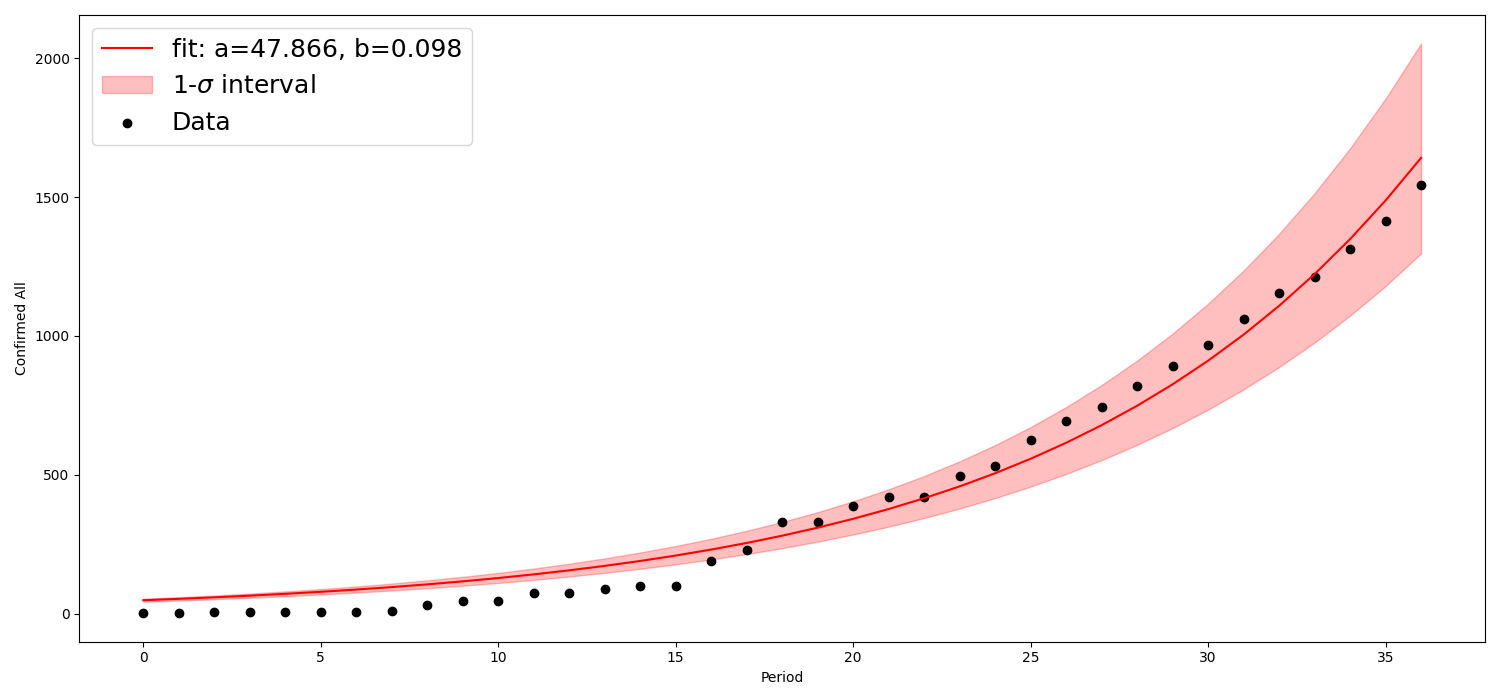 fit: a=47.866, b=0.098
1-σ interval
Data
2000
1500
1000
500
0
Confirmed All
0 5 10 15 20 25 30 35
Period